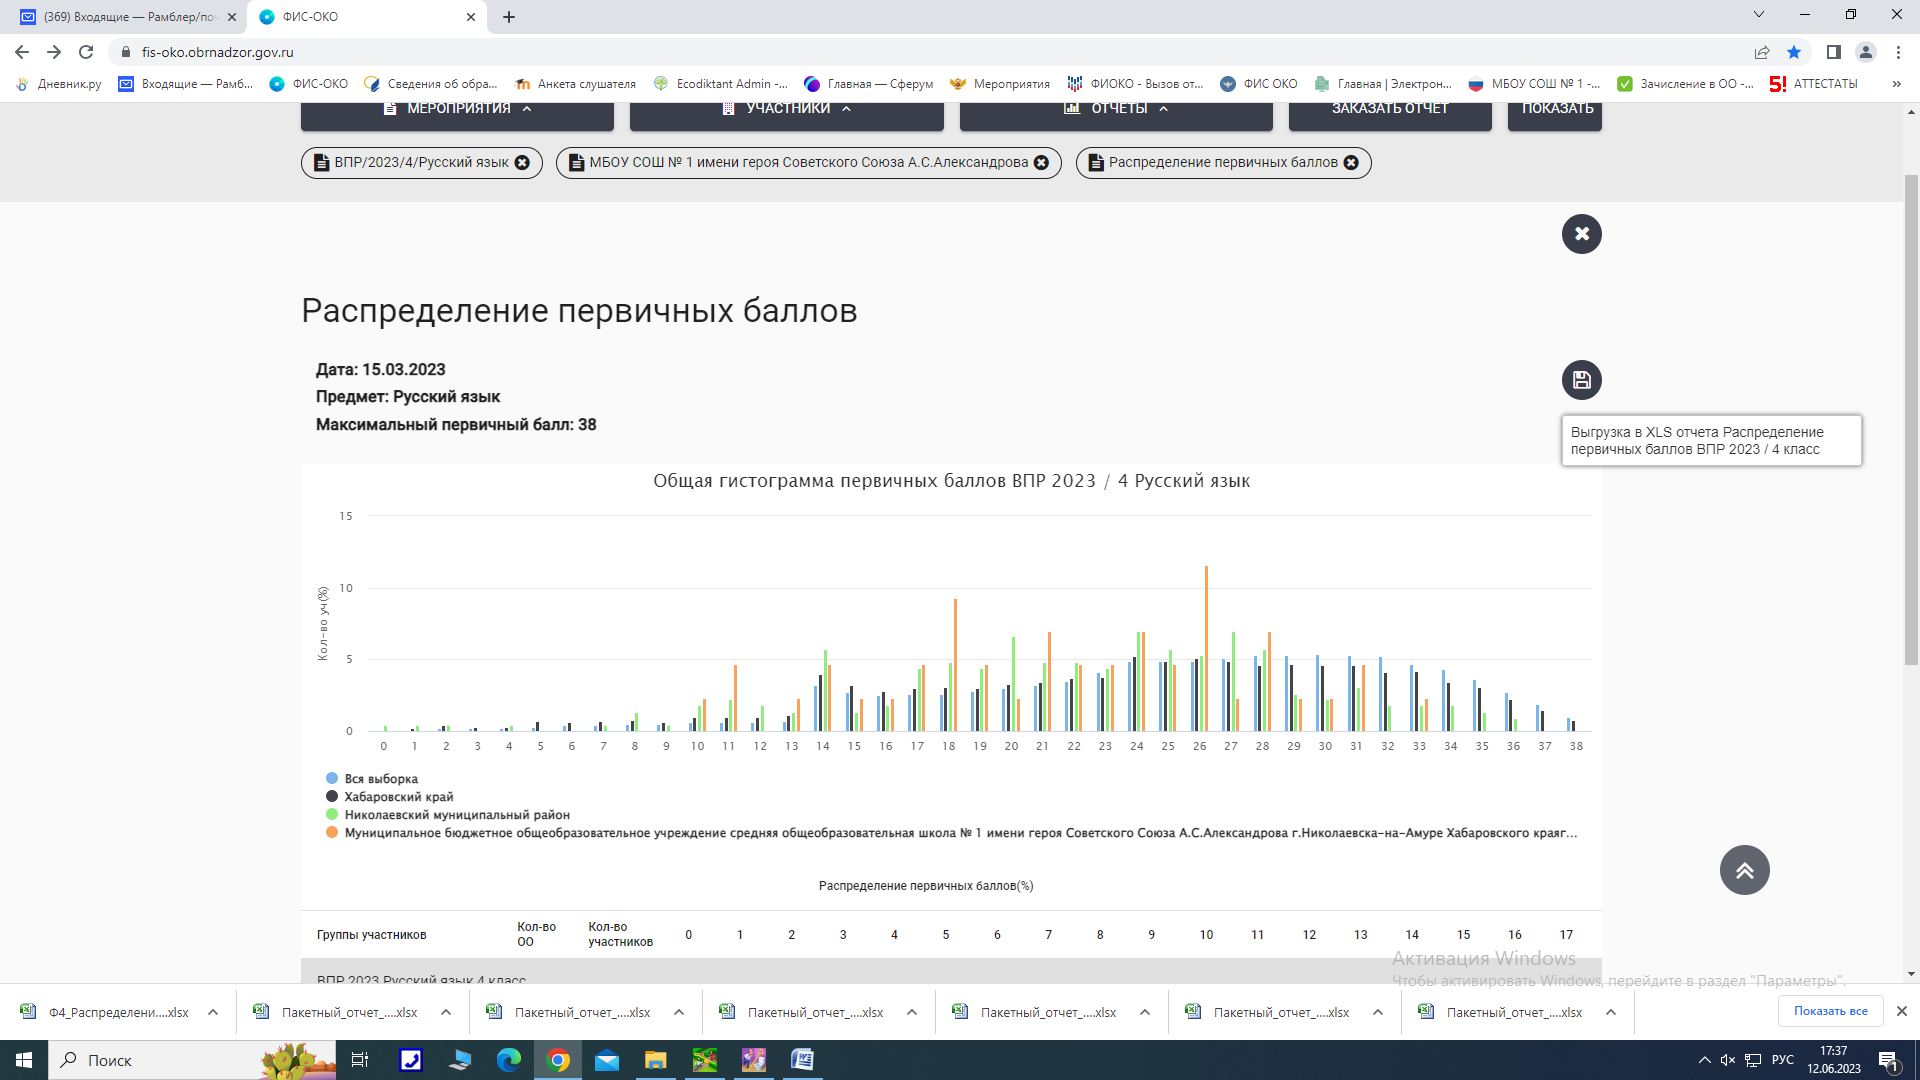 (369) Входящие — Рамблер/поч
ФИС-ОКО
fis-oko.obrnadzor.gov.ru
Дневник.ру
Входящие — Рамб...
ФИС-ОКО
Сведения об обра...
Анкета слушателя
Ecodiktant Admin -...
Главная — Сферум
Мероприятия
ФИОКО - Вызов от...
ФИС ОКО
Главная | Электрон...
МБОУ СОШ № 1 -...
Зачисление в ОО -...
5! АТТЕСТАТЫ
»
МЕРОПРИЯТИЯ
УЧАСТНИКИ
ОТЧЕТЫ
ЗАКАЗАТЬ ОТЧЕТ
ПОКАЗАТЬ
ВПР/2023/4/Русский язык
МБОУ СОШ № 1 имени героя Советского Союза А.С.Александрова
Распределение первичных баллов
Распределение первичных баллов
Дата: 15.03.2023
Предмет: Русский язык
Максимальный первичный балл: 38
Выгрузка в XLS отчета Распределение
первичных баллов ВПР 2023 / 4 класс
Общая гистограмма первичных баллов ВПР 2023 / 4 Русский язык
Кол-во уч(%)
15
10
5
0
0 1 2 3 4 5 6 7 8 9 10 11 12 13 14 15 16 17 18 19 20 21 22 23 24 25 26 27 28 29 30 31 32 33 34 35 36 37 38
Вся выборка
Хабаровский край
Николаевский муниципальный район
Муниципальное бюджетное общеобразовательное учреждение средняя общеобразовательная школа № 1 имени героя Советского Союза А.С.Александрова г.Николаевска-на-Амуре Хабаровского краяг...
Распределение первичных баллов(%)
Группы участников
Кол-во
ОО
Кол-во
участников
0 1 2 3 4 5 6 7 8 9 10 11 12 13 14 15 16 17
ВПР 2023 Русский язык 4 класс
Активация Windows
Чтобы активировать Windows, перейдите в раздел "Параметры".
Ф4_Распределени....xlsx
Пакетный_отчет_....xlsx
Пакетный_отчет_....xlsx
Пакетный_отчет_....xlsx
Пакетный_отчет_....xlsx
Пакетный_отчет_....xlsx
Пакетный_отчет_....xlsx
Показать все
Поиск
РУС
17:37
12.06.2023
1